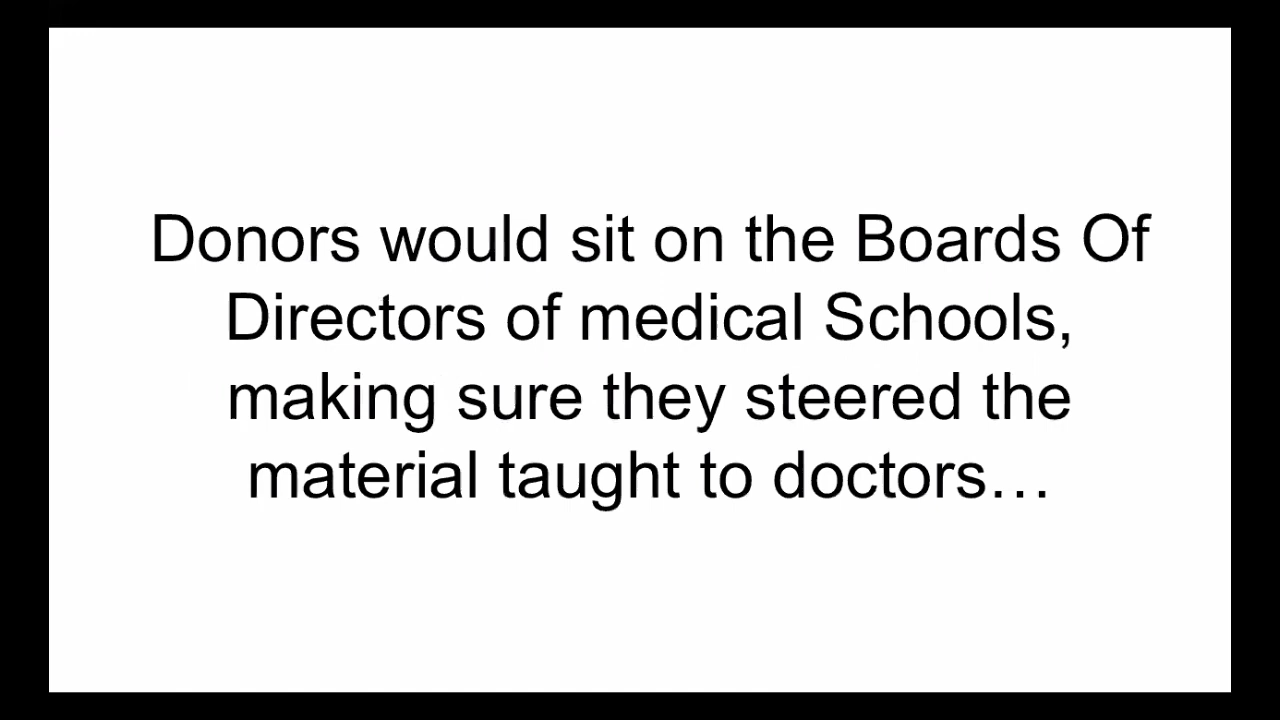 Donors would sit on the Boards Of
Directors of medical Schools,
making sure they steered the
material taught to doctors…